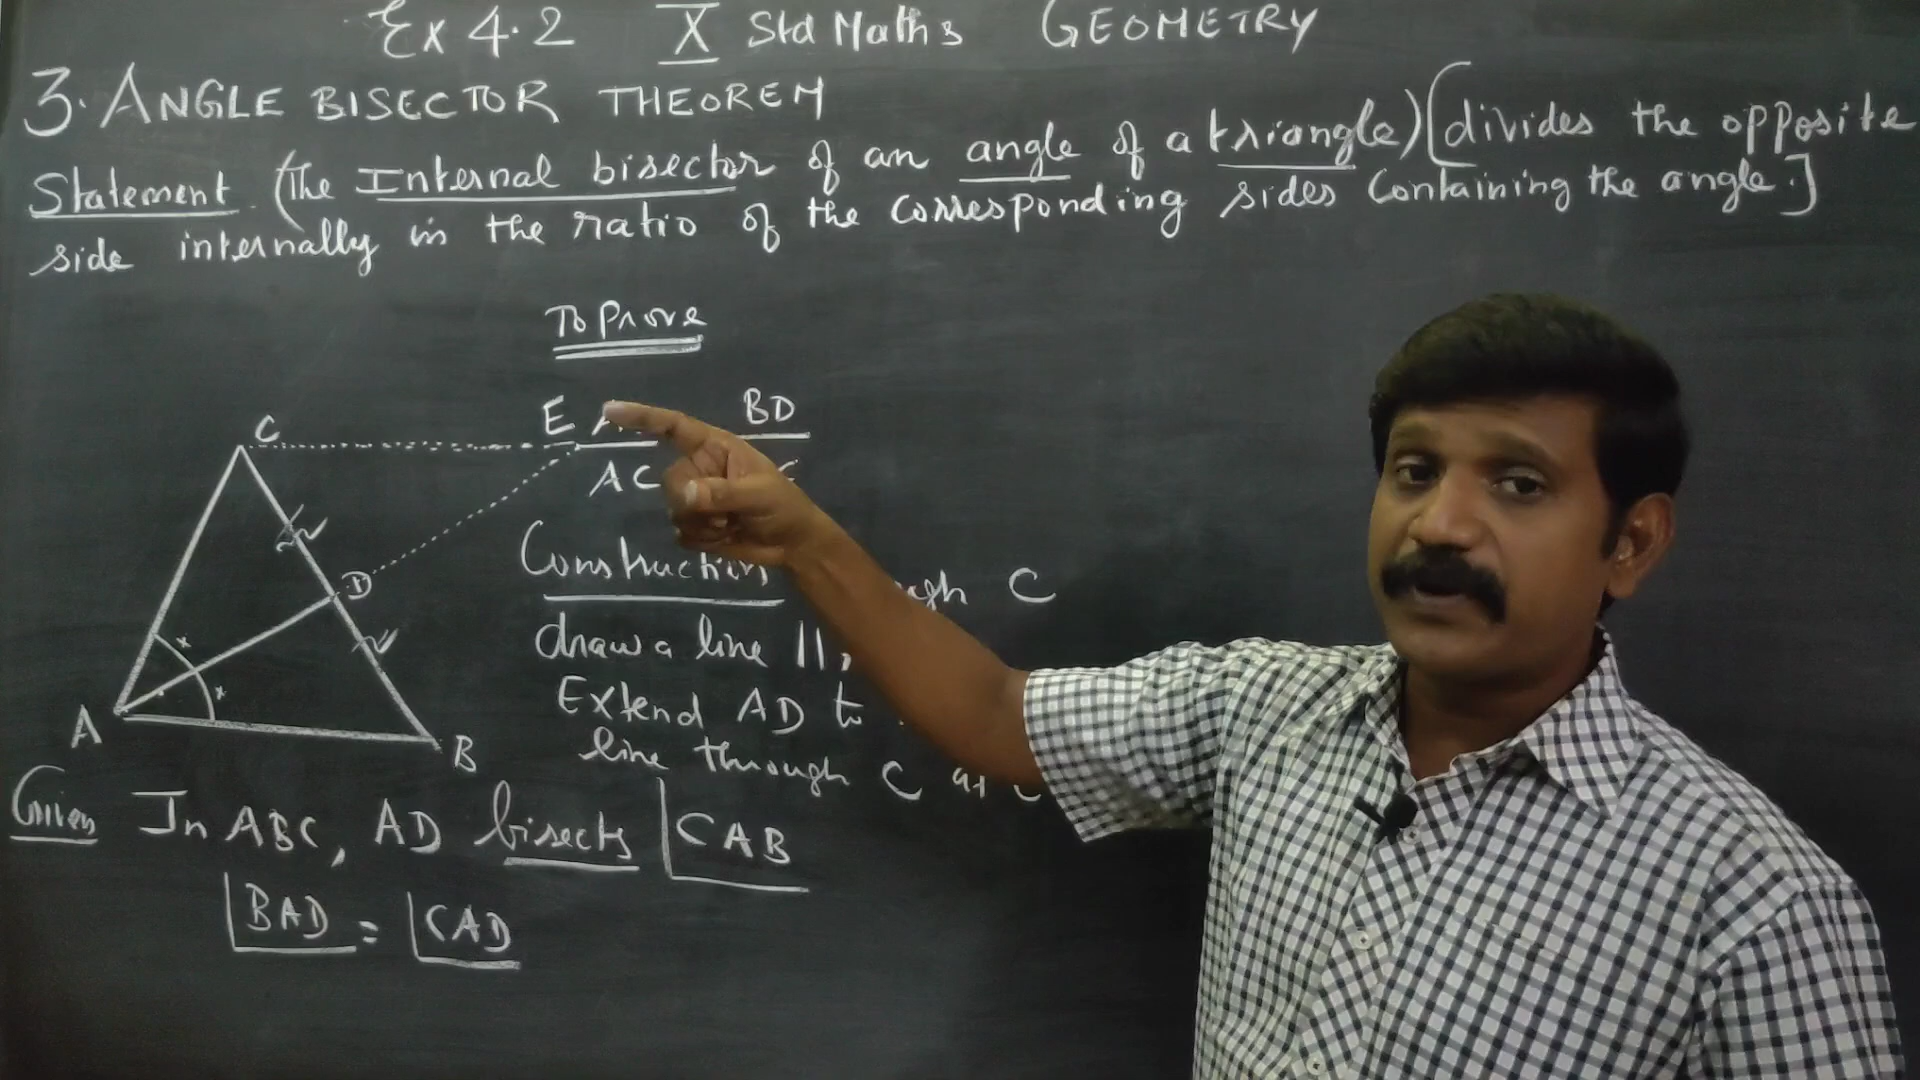 Ex 4.2 X Std Maths GEOMETRY
3. ANGLE BISECTOR THEOREM
Statement (The Internal bisector of an angle of a triangle) [divides the opposite
side internally in the ratio of the corresponding sides containing the angle.]
To Prove
C
E
BD
AC
Construction C
D
draw a line ||
Extend AD to
line through C at
A
B
Given In ABC, AD bisects CAB
BAD = CAD